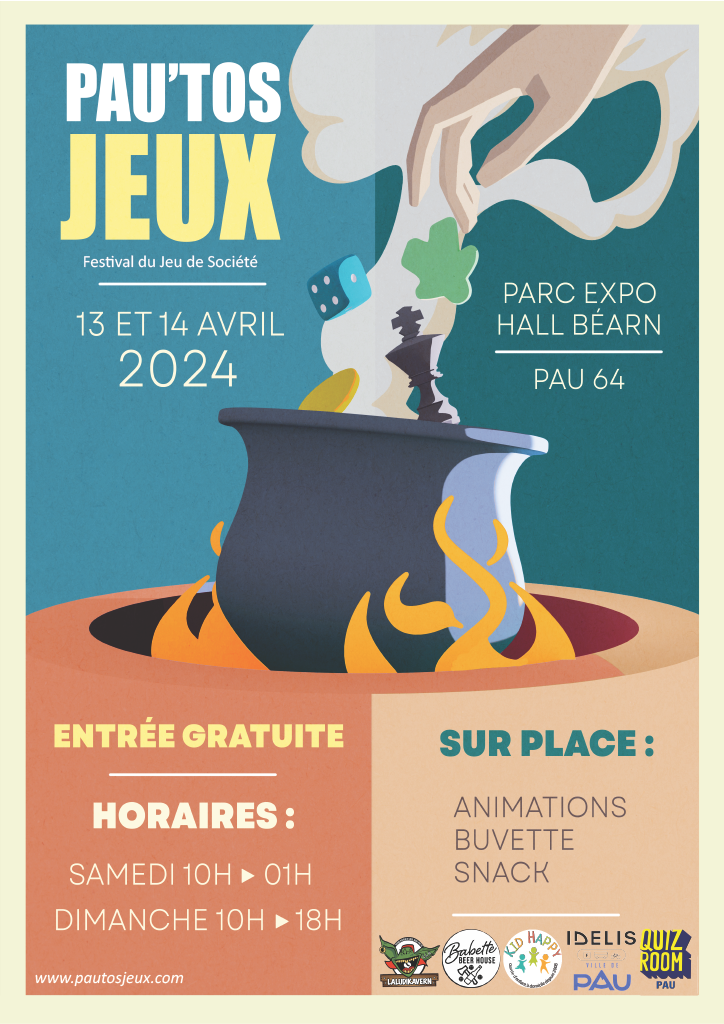 PAU'TOS
JEUX
Festival du Jeu de Société
13 ET 14 AVRIL
2024
PARC EXPO
HALL BÉARN
PAU 64
ENTRÉE GRATUITE
HORAIRES :
SAMEDI 10H ▶ 01H
DIMANCHE 10H ▶ 18H
www.pautosjeux.com
SUR PLACE :
ANIMATIONS
BUVETTE
SNACK
LALUDIKAVERN
Babette
BEER HOUSE
KID HAPPY
IDELIS
VILLE DE
PAU
QUIZ
ROOM
PAU